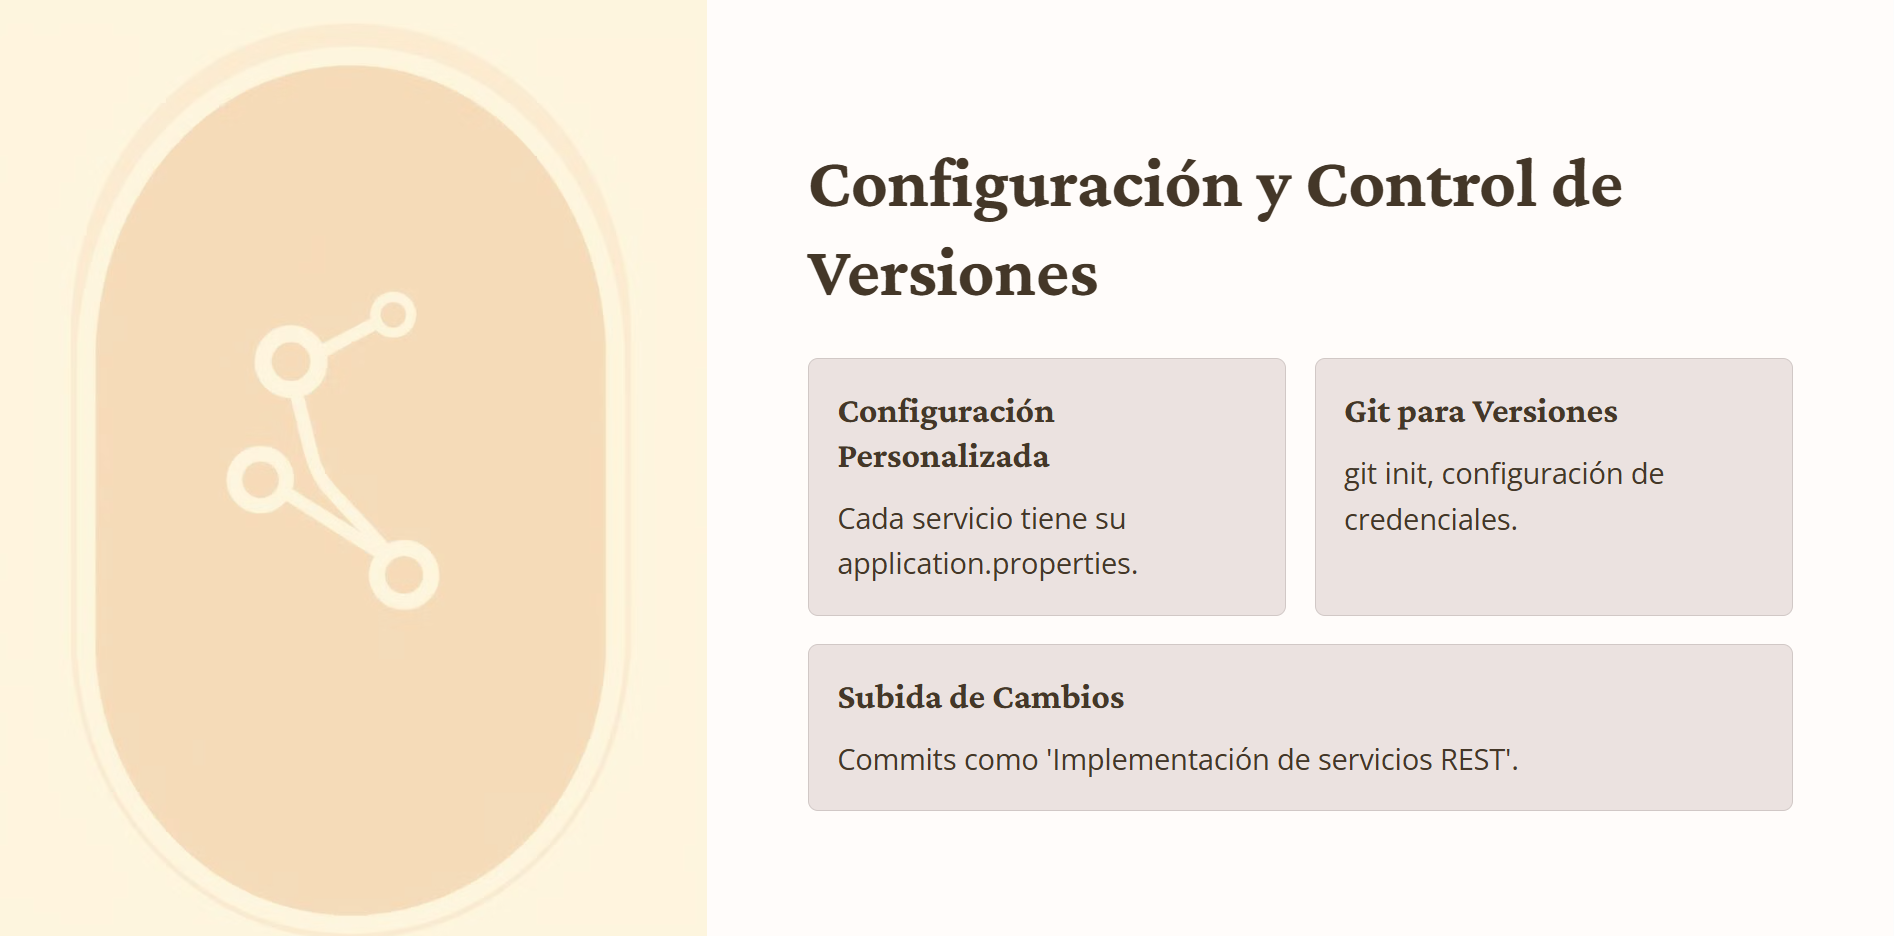 Configuración y Control de
Versiones
Configuración
Personalizada
Cada servicio tiene su
application.properties.
Git para Versiones
git init, configuración de
credenciales.
Subida de Cambios
Commits como 'Implementación de servicios REST'.